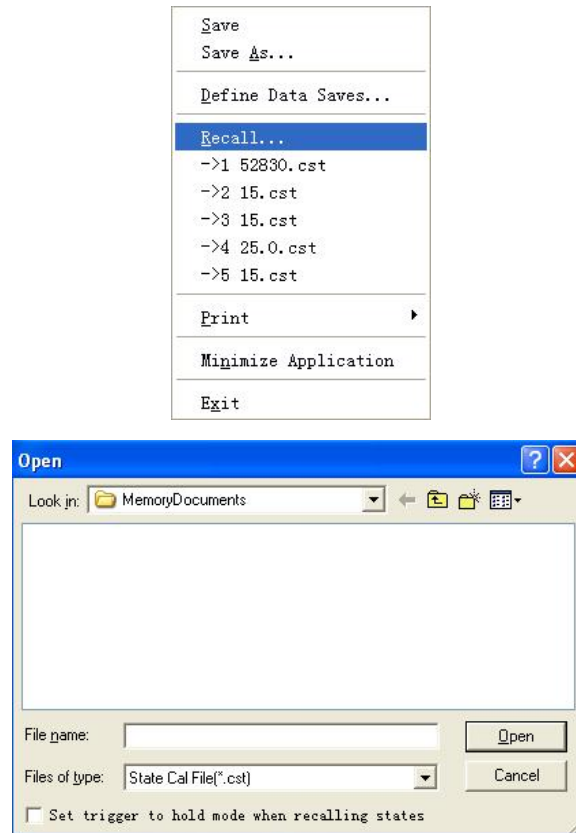 Save
Save As...
Define Data Saves...
Recall...
->1 52830.cst
->2 15.cst
->3 15.cst
->4 25.0.cst
->5 15.cst
Print
Minimize Application
Exit
Open
Look in: MemoryDocuments
File name: Open
Files of type: State Cal File(*.cst) Cancel
Set trigger to hold mode when recalling states